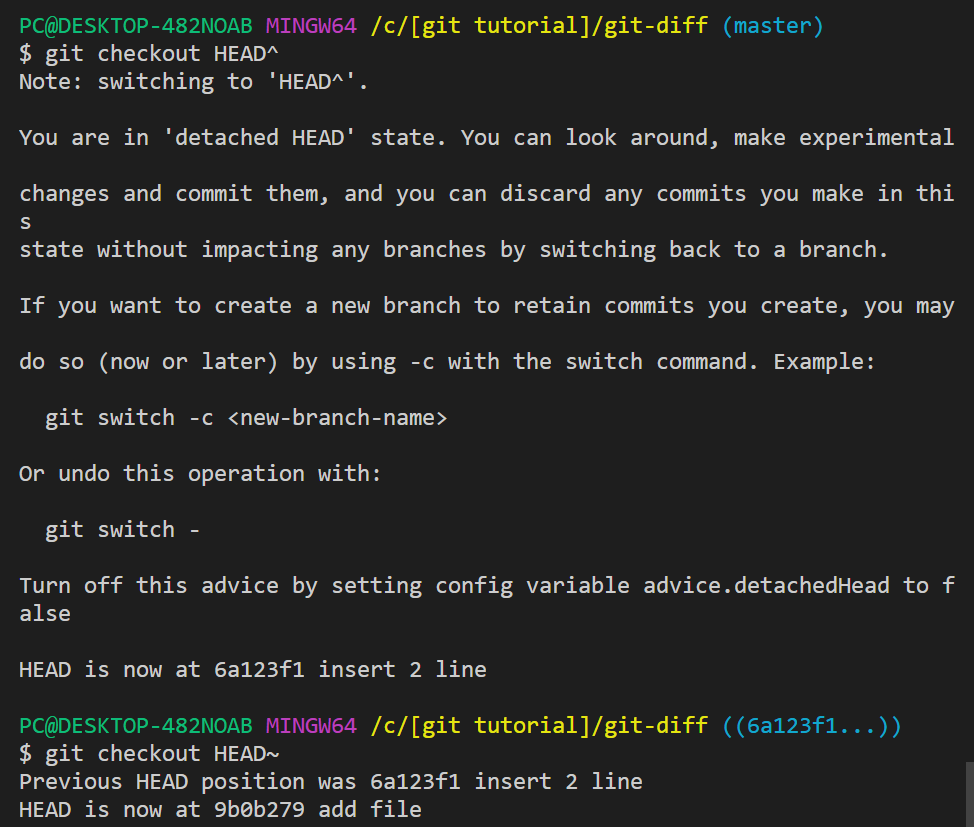 PC@DESKTOP-482NOAB MINGW64 /c/[git tutorial]/git-diff (master)
$ git checkout HEAD^
Note: switching to 'HEAD^'.
You are in 'detached HEAD' state. You can look around, make experimental
changes and commit them, and you can discard any commits you make in thi
s
state without impacting any branches by switching back to a branch.
If you want to create a new branch to retain commits you create, you may
do so (now or later) by using -c with the switch command. Example:
git switch -c <new-branch-name>
Or undo this operation with:
git switch -
Turn off this advice by setting config variable advice.detachedHead to f
alse
HEAD is now at 6a123f1 insert 2 line
PC@DESKTOP-482NOAB MINGW64 /c/[git tutorial]/git-diff ((6a123f1...))
$ git checkout HEAD~
Previous HEAD position was 6a123f1 insert 2 line
HEAD is now at 9b0b279 add file